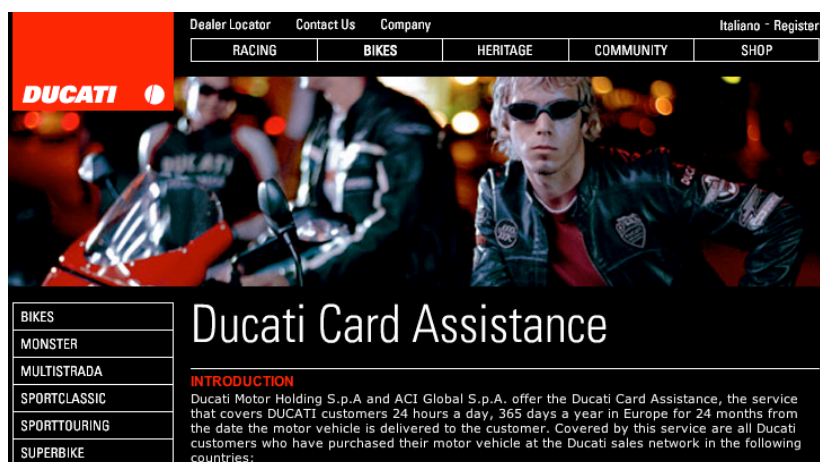 Dealer Locator Contact Us Company Italiano - Register
RACING BIKES HERITAGE COMMUNITY SHOP
DUCATI
DUCATI
Ducati Card Assistance
BIKES
MONSTER
MULTISTRADA
SPORTCLASSIC
SPORTTOURING
SUPERBIKE
INTRODUCTION
Ducati Motor Holding S.p.A and ACI Global S.p.A. offer the Ducati Card Assistance, the service
that covers DUCATI customers 24 hours a day, 365 days a year in Europe for 24 months from
the date the motor vehicle is delivered to the customer. Covered by this service are all Ducati
customers who have purchased their motor vehicle at the Ducati sales network in the following
countries: